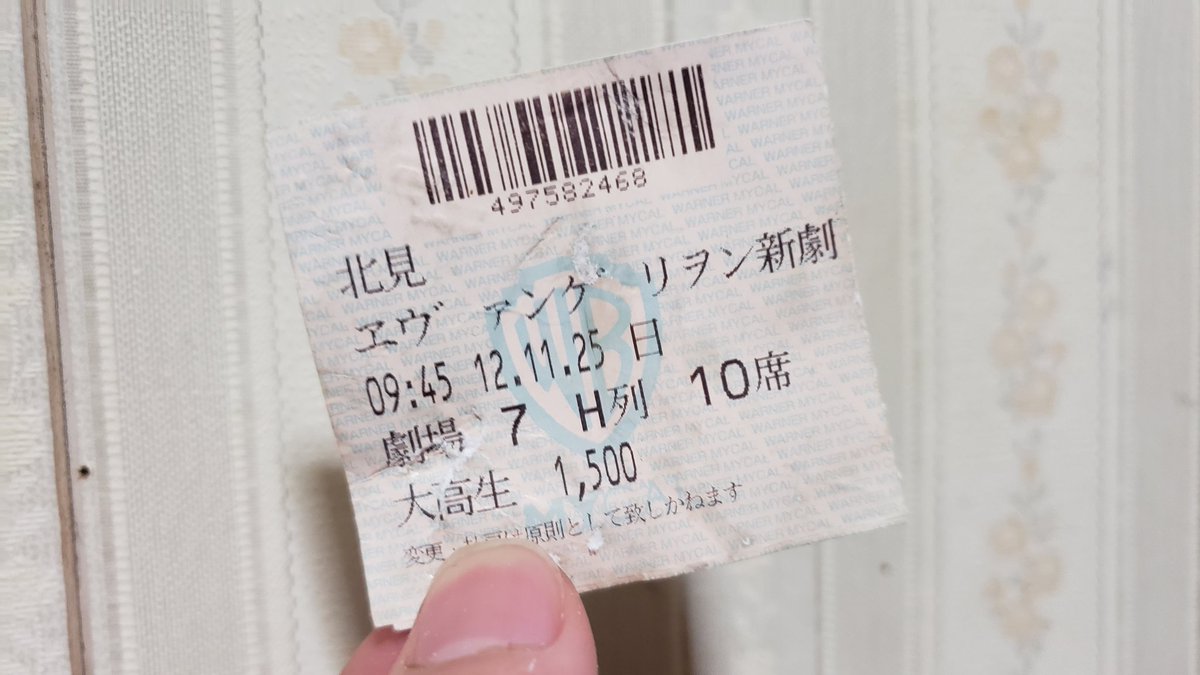 497582468
北見
ヱヴァンゲリヲン新劇
09:45 12.11.25 日
劇場 7 H列 10席
大高生 1,500
変更・払戻は原則として致しかねます
WARNER MYCAL